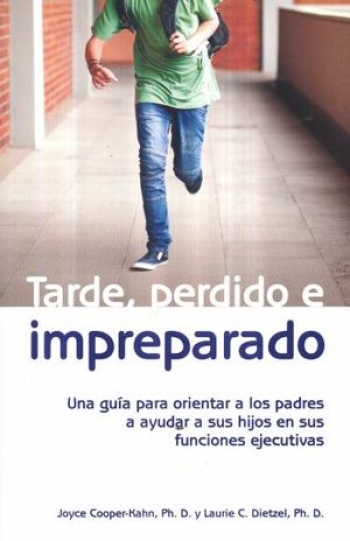 Tarde, perdido e
impreparado
Una guía para orientar a los padres
a ayudar a sus hijos en sus
funciones ejecutivas
Joyce Cooper-Kahn, Ph. D. y Laurie C. Dietzel, Ph. D.